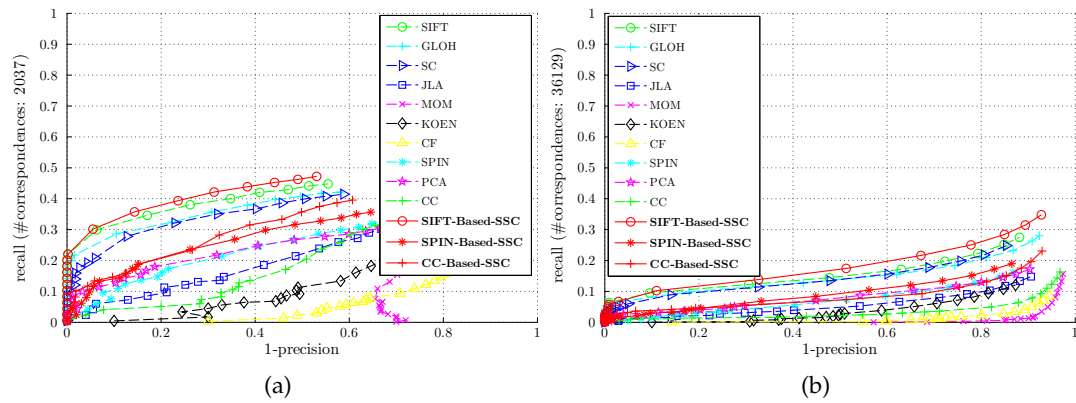 recall (#correspondences: 2037)
1
0.9
0.8
0.7
0.6
0.5
0.4
0.3
0.2
0.1
0
0 0.2 0.4 0.6 0.8 1
1-precision
SIFT
GLOH
SC
JLA
MOM
KOEN
CF
SPIN
PCA
CC
SIFT-Based-SSC
SPIN-Based-SSC
CC-Based-SSC
(a)
recall (#correspondences: 36129)
1
0.9
0.8
0.7
0.6
0.5
0.4
0.3
0.2
0.1
0
0 0.2 0.4 0.6 0.8 1
1-precision
SIFT
GLOH
SC
JLA
MOM
KOEN
CF
SPIN
PCA
CC
SIFT-Based-SSC
SPIN-Based-SSC
CC-Based-SSC
(b)